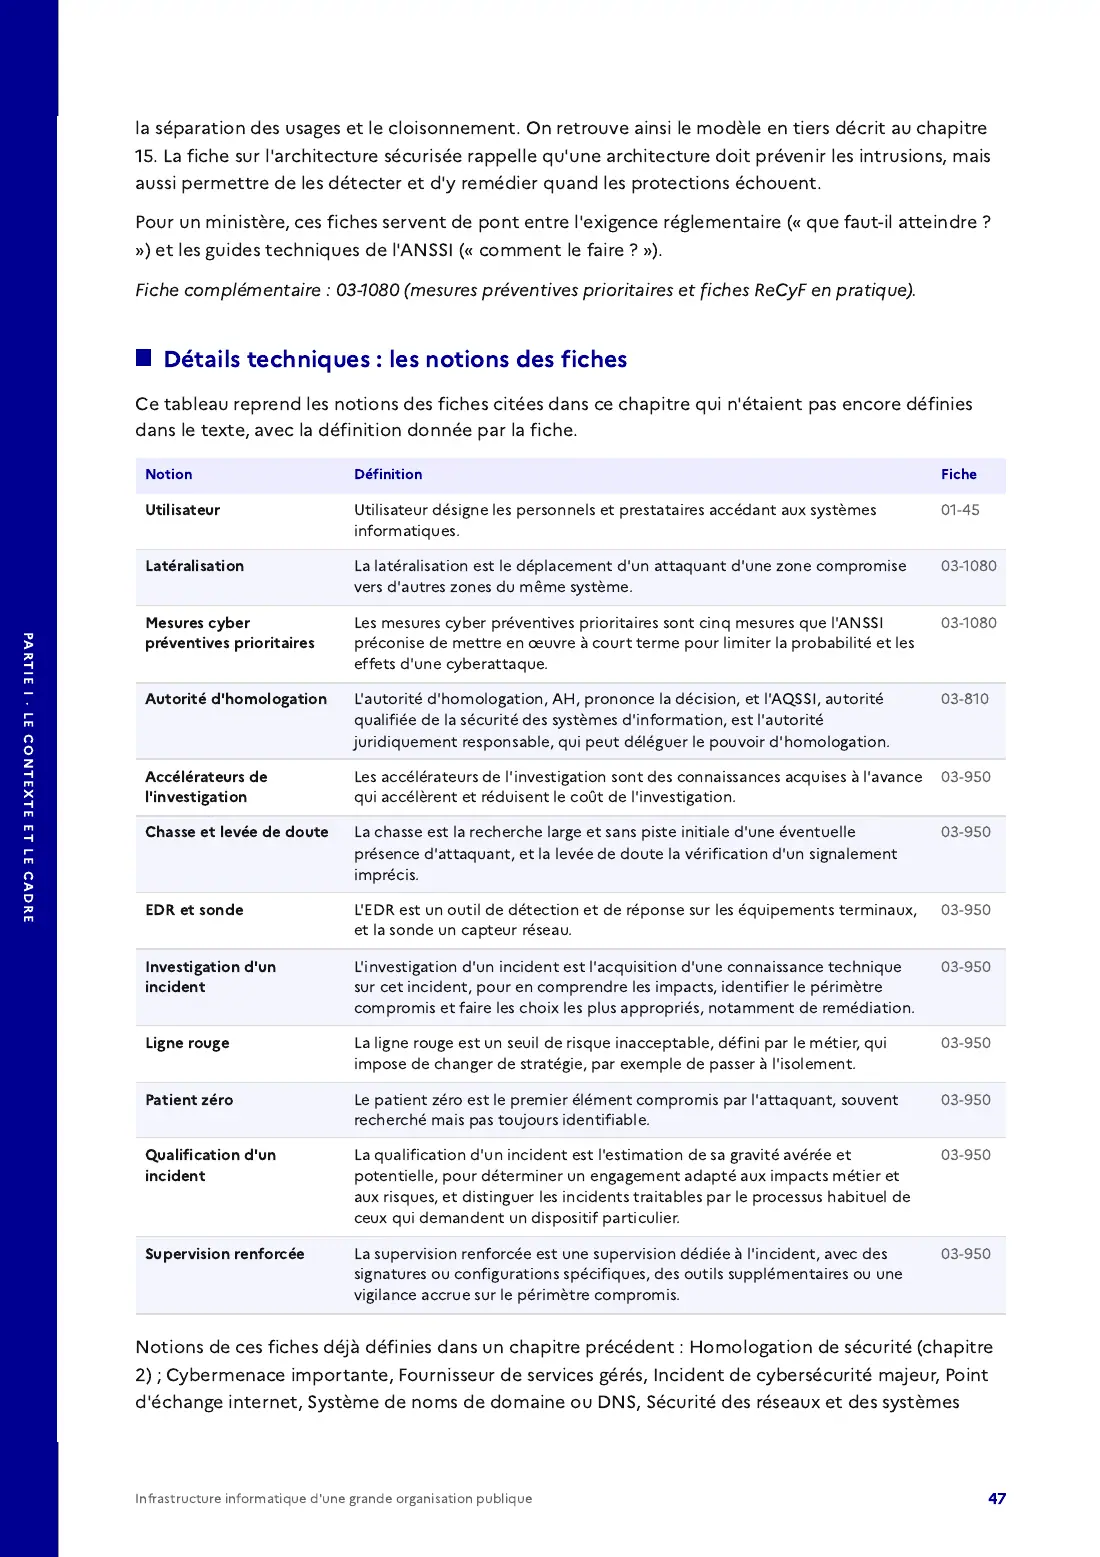 la séparation des usages et le cloisonnement. On retrouve ainsi le modèle en tiers décrit au chapitre
15. La fiche sur l'architecture sécurisée rappelle qu'une architecture doit prévenir les intrusions, mais
aussi permettre de les détecter et d'y remédier quand les protections échouent.
Pour un ministère, ces fiches servent de pont entre l'exigence réglementaire (« que faut-il atteindre ?
») et les guides techniques de l'ANSSI (« comment le faire ? »).
Fiche complémentaire : 03-1080 (mesures préventives prioritaires et fiches ReCyF en pratique).
Détails techniques : les notions des fiches
Ce tableau reprend les notions des fiches citées dans ce chapitre qui n'étaient pas encore définies
dans le texte, avec la définition donnée par la fiche.
Notion Définition Fiche
Utilisateur Utilisateur désigne les personnels et prestataires accédant aux systèmes 01-45
informatiques.
Latéralisation La latéralisation est le déplacement d'un attaquant d'une zone compromise 03-1080
vers d'autres zones du même système.
Mesures cyber Les mesures cyber préventives prioritaires sont cinq mesures que l'ANSSI 03-1080
préventives prioritaires préconise de mettre en œuvre à court terme pour limiter la probabilité et les
effets d'une cyberattaque.
Autorité d'homologation L'autorité d'homologation, AH, prononce la décision, et l'AQSSI, autorité 03-810
qualifiée de la sécurité des systèmes d'information, est l'autorité
juridiquement responsable, qui peut déléguer le pouvoir d'homologation.
Accélérateurs de Les accélérateurs de l'investigation sont des connaissances acquises à l'avance 03-950
l'investigation qui accélèrent et réduisent le coût de l'investigation.
Chasse et levée de doute La chasse est la recherche large et sans piste initiale d'une éventuelle 03-950
présence d'attaquant, et la levée de doute la vérification d'un signalement
imprécis.
EDR et sonde L'EDR est un outil de détection et de réponse sur les équipements terminaux, 03-950
et la sonde un capteur réseau.
Investigation d'un L'investigation d'un incident est l'acquisition d'une connaissance technique 03-950
incident sur cet incident, pour en comprendre les impacts, identifier le périmètre
compromis et faire les choix les plus appropriés, notamment de remédiation.
Ligne rouge La ligne rouge est un seuil de risque inacceptable, défini par le métier, qui 03-950
impose de changer de stratégie, par exemple de passer à l'isolement.
Patient zéro Le patient zéro est le premier élément compromis par l'attaquant, souvent 03-950
recherché mais pas toujours identifiable.
Qualification d'un La qualification d'un incident est l'estimation de sa gravité avérée et 03-950
incident potentielle, pour déterminer un engagement adapté aux impacts métier et
aux risques, et distinguer les incidents traitables par le processus habituel de
ceux qui demandent un dispositif particulier.
Supervision renforcée La supervision renforcée est une supervision dédiée à l'incident, avec des 03-950
signatures ou configurations spécifiques, des outils supplémentaires ou une
vigilance accrue sur le périmètre compromis.
Notions de ces fiches déjà définies dans un chapitre précédent : Homologation de sécurité (chapitre
2) ; Cybermenace importante, Fournisseur de services gérés, Incident de cybersécurité majeur, Point
d'échange internet, Système de noms de domaine ou DNS, Sécurité des réseaux et des systèmes
PARTIE I · LE CONTEXTE ET LE CADRE
Infrastructure informatique d'une grande organisation publique 47